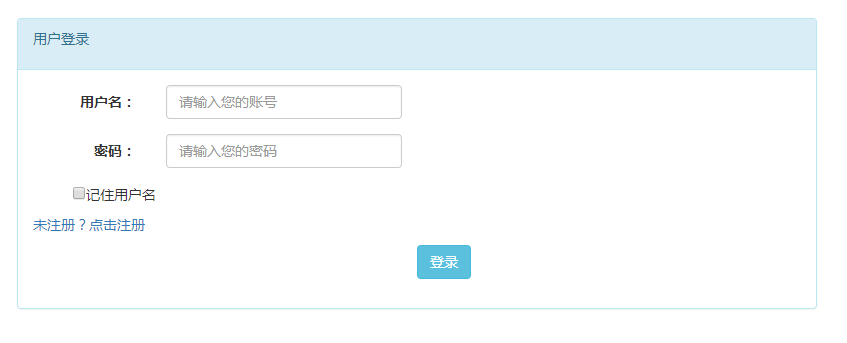 用户登录
用户名：
请输入您的账号
密码：
请输入您的密码
记住用户名
未注册？点击注册
登录